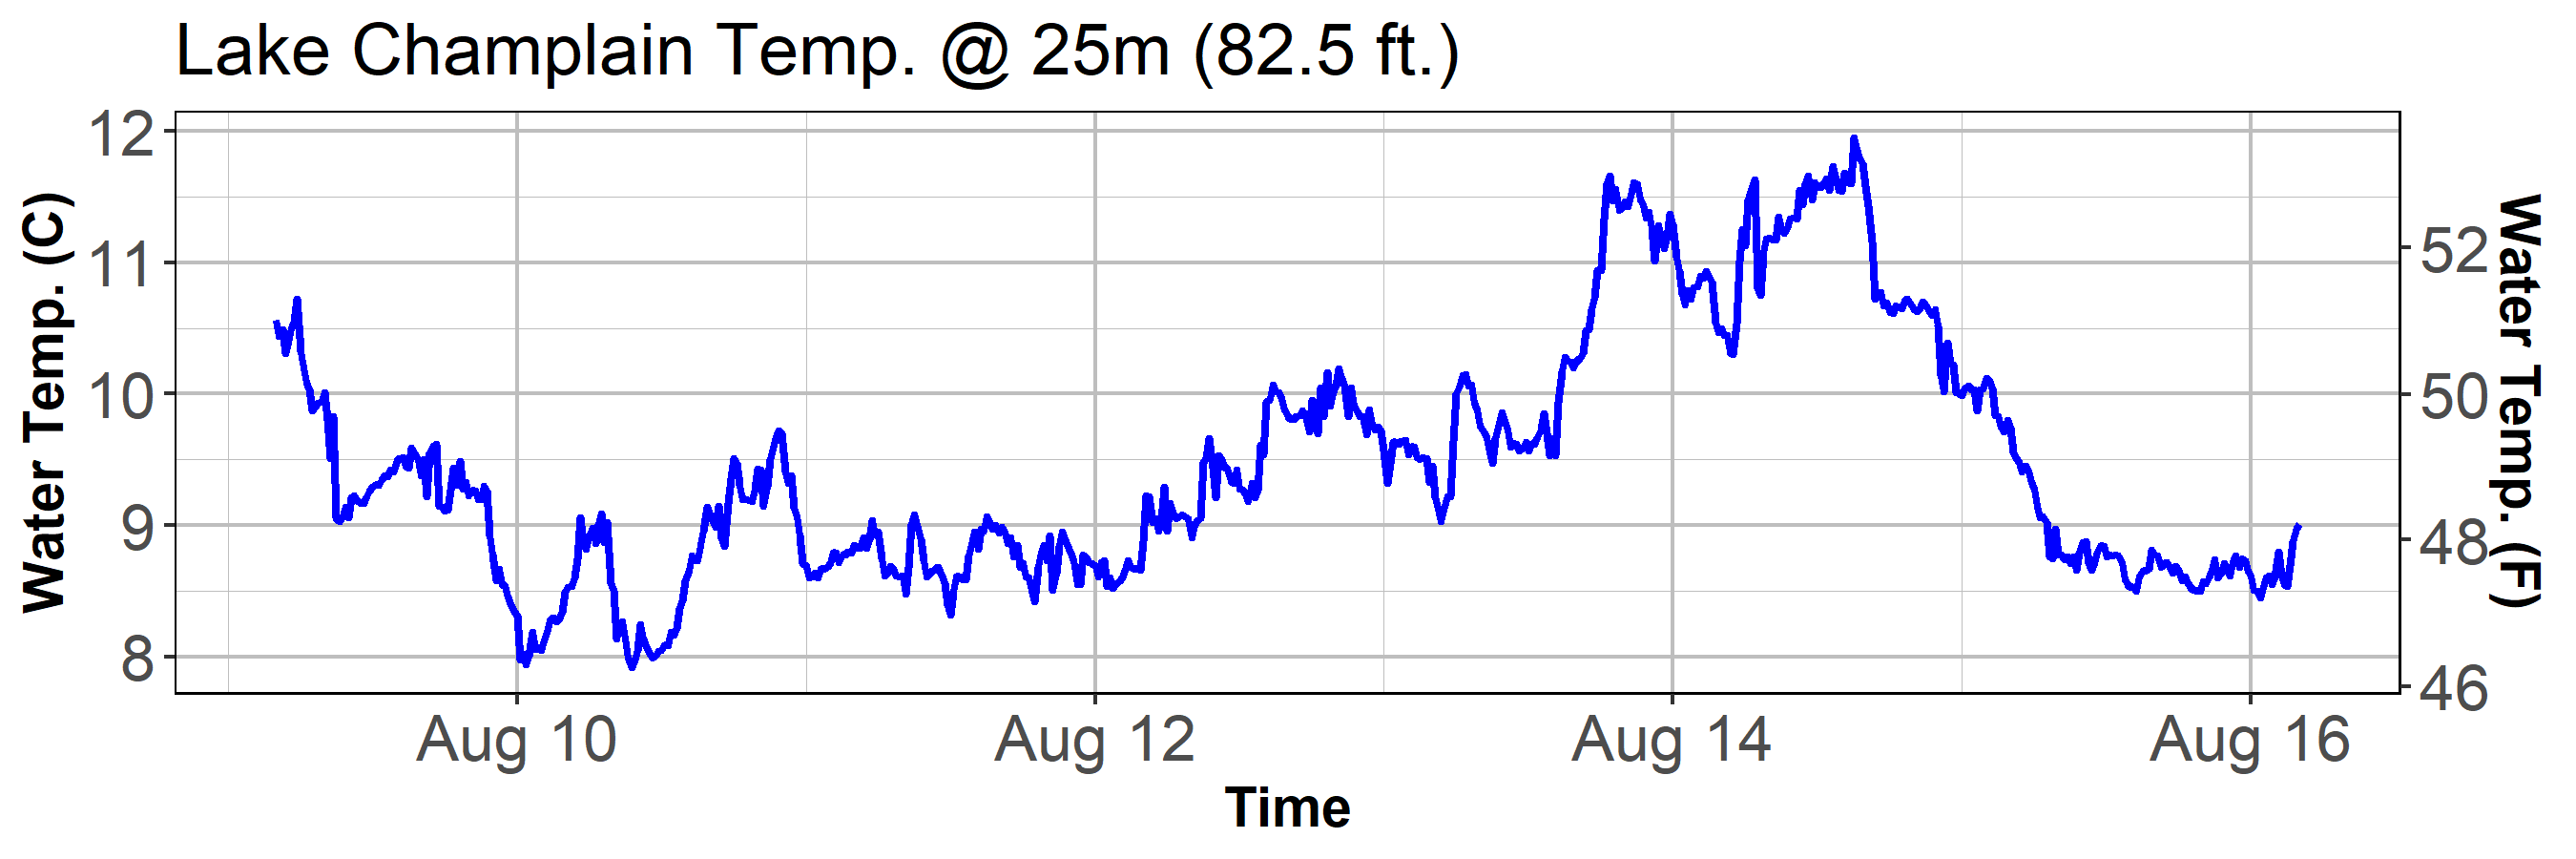 Lake Champlain Temp. @ 25m (82.5 ft.)
Water Temp. (C)
12
11
10
9
8
52
50
48
46
Water Temp. (F)
Aug 10 Aug 12 Aug 14 Aug 16
Time